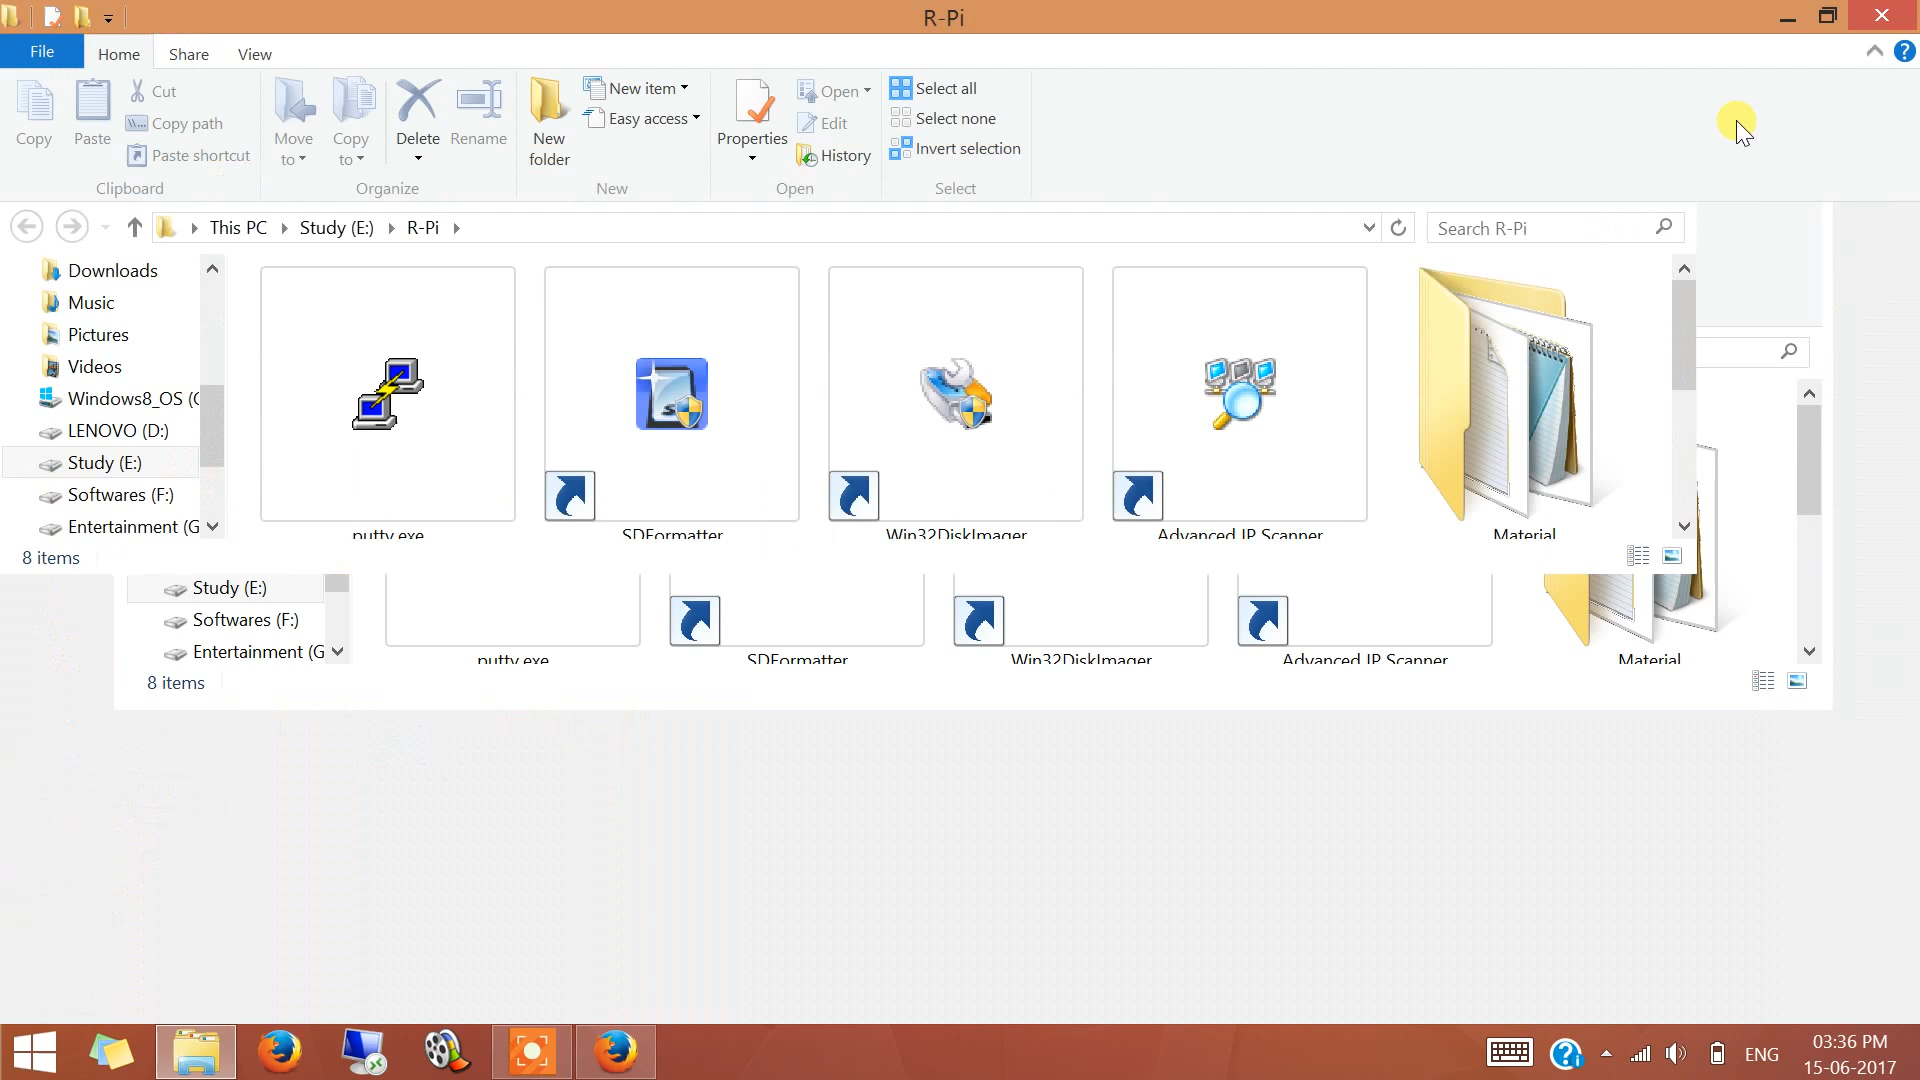 R-Pi
File Home Share View
Copy
Paste
Cut
Copy path
Paste shortcut
Clipboard
Move to
Copy to
Delete
Rename
Organize
New folder
New item
Easy access
New
Properties
Open
Edit
History
Open
Select all
Select none
Invert selection
Select
This PC Study (E:) R-Pi
Search R-Pi
Downloads
Music
Pictures
Videos
Windows8_OS (C
LENOVO (D:)
Study (E:)
Softwares (F:)
Entertainment (G
putty.exe
SDFormatter
Win32DiskImager
Advanced IP Scanner
Material
8 items
Study (E:)
Softwares (F:)
Entertainment (G
putty.exe
SDFormatter
Win32DiskImager
Advanced IP Scanner
Material
8 items
ENG
03:36 PM
15-06-2017